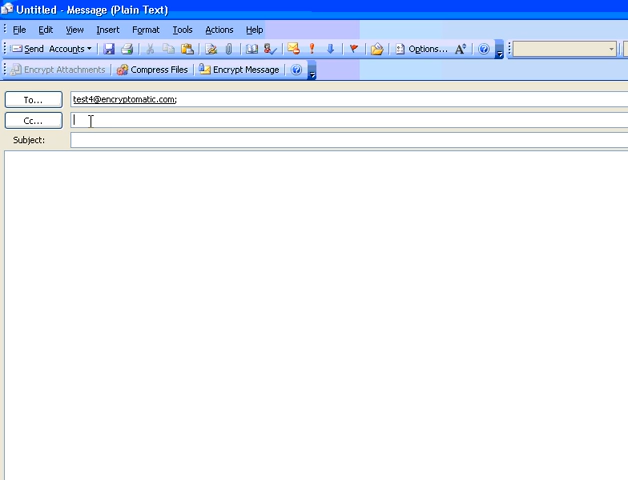 Untitled - Message (Plain Text)
File Edit View Insert Format Tools Actions Help
Send Accounts Options... A
Encrypt Attachments Compress Files Encrypt Message
To... test4@encryptomatic.com;
Cc...
Subject: